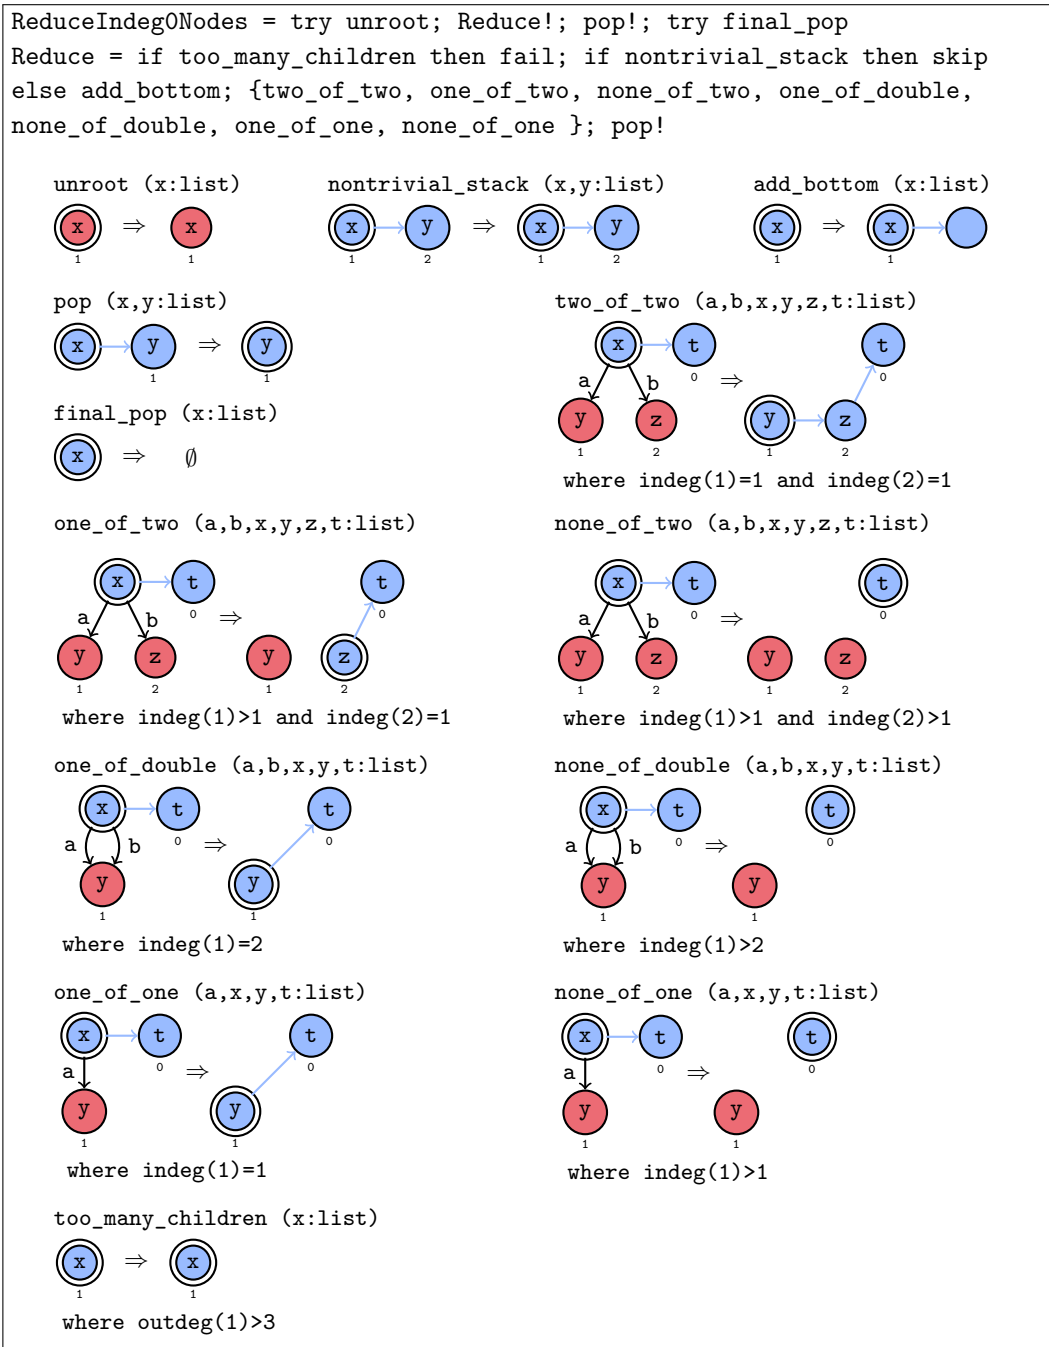 ReduceIndeg0Nodes = try unroot; Reduce!; pop!; try final_pop
Reduce = if too_many_children then fail; if nontrivial_stack then skip
else add_bottom; {two_of_two, one_of_two, none_of_two, one_of_double,
none_of_double, one_of_one, none_of_one }; pop!
unroot (x:list)
x ⇒ x
1 1
nontrivial_stack (x,y:list)
x y ⇒ x y
1 2 1 2
add_bottom (x:list)
x ⇒ x
1 1
pop (x,y:list)
x y ⇒ y
1 1
two_of_two (a,b,x,y,z,t:list)
x t t
0 ⇒ 0
a b
y z y z
1 2 1 2
where indeg(1)=1 and indeg(2)=1
final_pop (x:list)
x ⇒ ∅
one_of_two (a,b,x,y,z,t:list)
x t t
0 ⇒ 0
a b
y z y z
1 2 1 2
where indeg(1)>1 and indeg(2)=1
none_of_two (a,b,x,y,z,t:list)
x t t
0 ⇒ 0
a b
y z y z
1 2 1 2
where indeg(1)>1 and indeg(2)>1
one_of_double (a,b,x,y,t:list)
x t t
a b 0 ⇒ 0
y y
1 1
where indeg(1)=2
none_of_double (a,b,x,y,t:list)
x t t
a b 0 ⇒ 0
y y
1 1
where indeg(1)>2
one_of_one (a,x,y,t:list)
x t t
a 0 ⇒ 0
y y
1 1
where indeg(1)=1
none_of_one (a,x,y,t:list)
x t t
a 0 ⇒ 0
y y
1 1
where indeg(1)>1
too_many_children (x:list)
x ⇒ x
1 1
where outdeg(1)>3